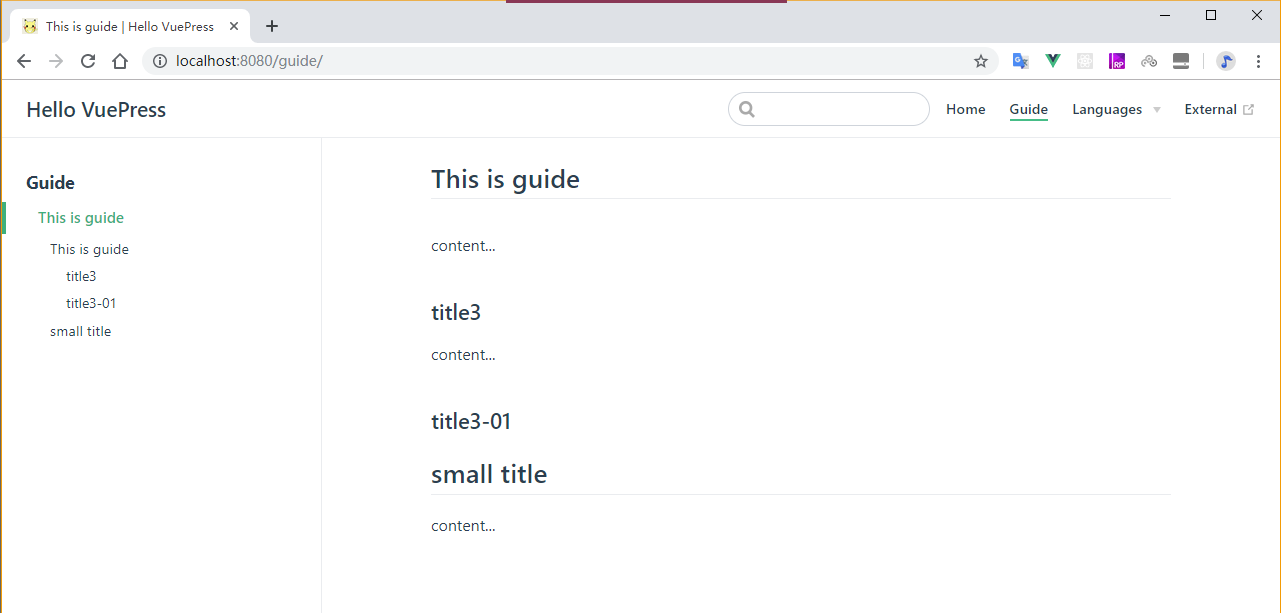 This is guide | Hello VuePress
localhost:8080/guide/
RP
Hello VuePress
Home Guide Languages External
Guide
This is guide
This is guide
title3
title3-01
small title
This is guide
content...
title3
content...
title3-01
small title
content...